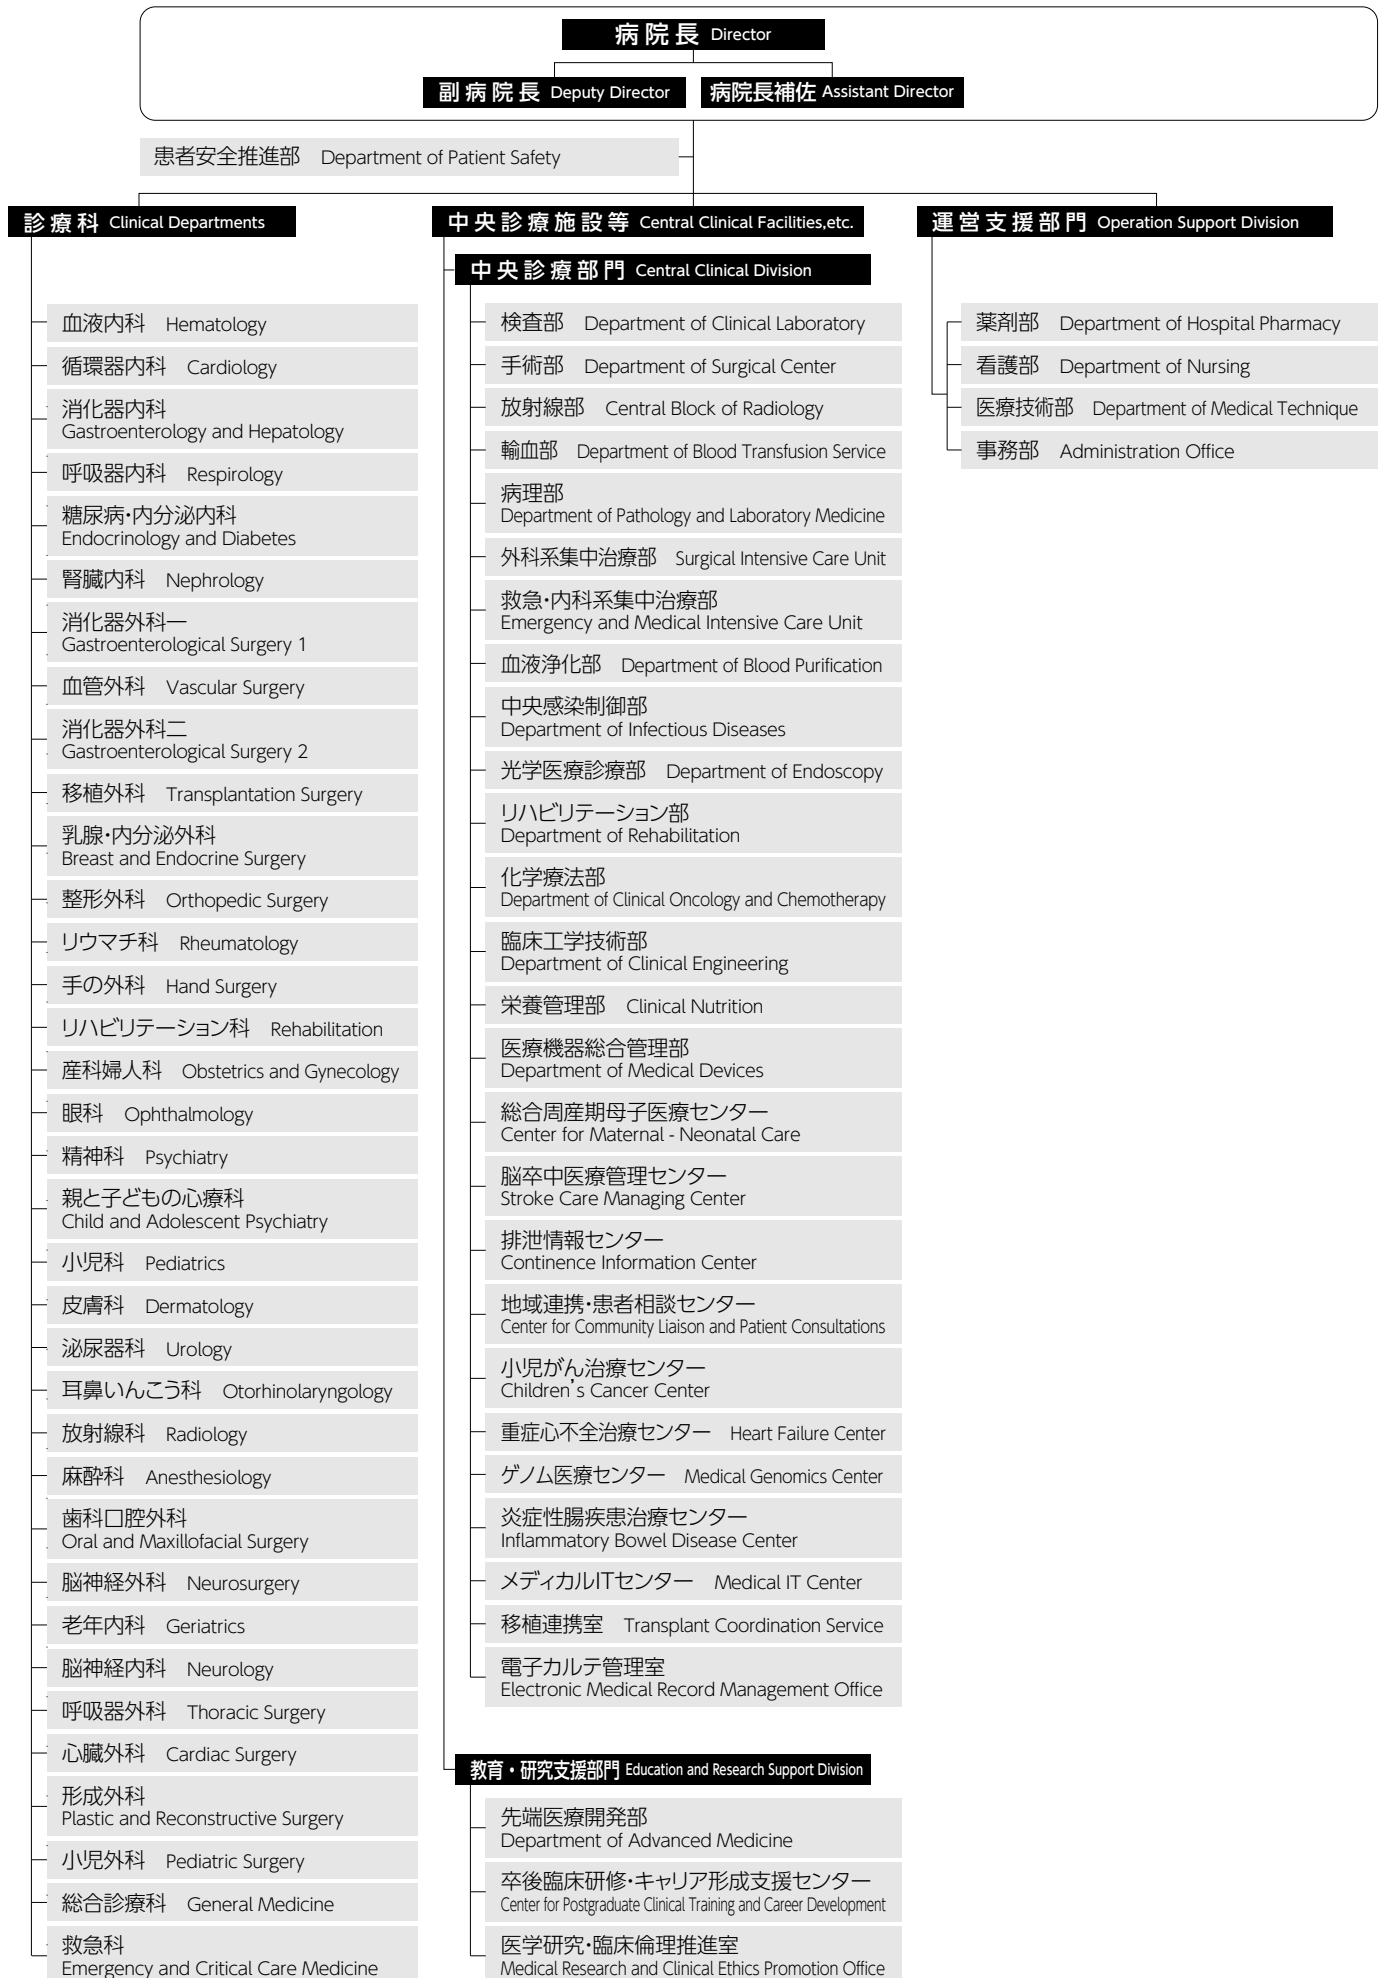 病院長 Director
副病院長 Deputy Director
病院長補佐 Assistant Director
患者安全推進部 Department of Patient Safety
診療科 Clinical Departments
血液内科 Hematology
循環器内科 Cardiology
消化器内科
Gastroenterology and Hepatology
呼吸器内科 Respirology
糖尿病・内分泌内科
Endocrinology and Diabetes
腎臓内科 Nephrology
消化器外科一
Gastroenterological Surgery 1
血管外科 Vascular Surgery
消化器外科二
Gastroenterological Surgery 2
移植外科 Transplantation Surgery
乳腺・内分泌外科
Breast and Endocrine Surgery
整形外科 Orthopedic Surgery
リウマチ科 Rheumatology
手の外科 Hand Surgery
リハビリテーション科 Rehabilitation
産科婦人科 Obstetrics and Gynecology
眼科 Ophthalmology
精神科 Psychiatry
親と子どもの心療科
Child and Adolescent Psychiatry
小児科 Pediatrics
皮膚科 Dermatology
泌尿器科 Urology
耳鼻いんこう科 Otorhinolaryngology
放射線科 Radiology
麻酔科 Anesthesiology
歯科口腔外科
Oral and Maxillofacial Surgery
脳神経外科 Neurosurgery
老年内科 Geriatrics
脳神経内科 Neurology
呼吸器外科 Thoracic Surgery
心臓外科 Cardiac Surgery
形成外科
Plastic and Reconstructive Surgery
小児外科 Pediatric Surgery
総合診療科 General Medicine
救急科
Emergency and Critical Care Medicine
中央診療施設等 Central Clinical Facilities,etc.
中央診療部門 Central Clinical Division
検査部 Department of Clinical Laboratory
手術部 Department of Surgical Center
放射線部 Central Block of Radiology
輸血部 Department of Blood Transfusion Service
病理部
Department of Pathology and Laboratory Medicine
外科系集中治療部 Surgical Intensive Care Unit
救急・内科系集中治療部
Emergency and Medical Intensive Care Unit
血液浄化部 Department of Blood Purification
中央感染制御部
Department of Infectious Diseases
光学医療診療部 Department of Endoscopy
リハビリテーション部
Department of Rehabilitation
化学療法部
Department of Clinical Oncology and Chemotherapy
臨床工学技術部
Department of Clinical Engineering
栄養管理部 Clinical Nutrition
医療機器総合管理部
Department of Medical Devices
総合周産期母子医療センター
Center for Maternal - Neonatal Care
脳卒中医療管理センター
Stroke Care Managing Center
排泄情報センター
Continence Information Center
地域連携・患者相談センター
Center for Community Liaison and Patient Consultations
小児がん治療センター
Children's Cancer Center
重症心不全治療センター Heart Failure Center
ゲノム医療センター Medical Genomics Center
炎症性腸疾患治療センター
Inflammatory Bowel Disease Center
メディカルITセンター Medical IT Center
移植連携室 Transplant Coordination Service
電子カルテ管理室
Electronic Medical Record Management Office
教育・研究支援部門 Education and Research Support Division
先端医療開発部
Department of Advanced Medicine
卒後臨床研修・キャリア形成支援センター
Center for Postgraduate Clinical Training and Career Development
医学研究・臨床倫理推進室
Medical Research and Clinical Ethics Promotion Office
運営支援部門 Operation Support Division
薬剤部 Department of Hospital Pharmacy
看護部 Department of Nursing
医療技術部 Department of Medical Technique
事務部 Administration Office